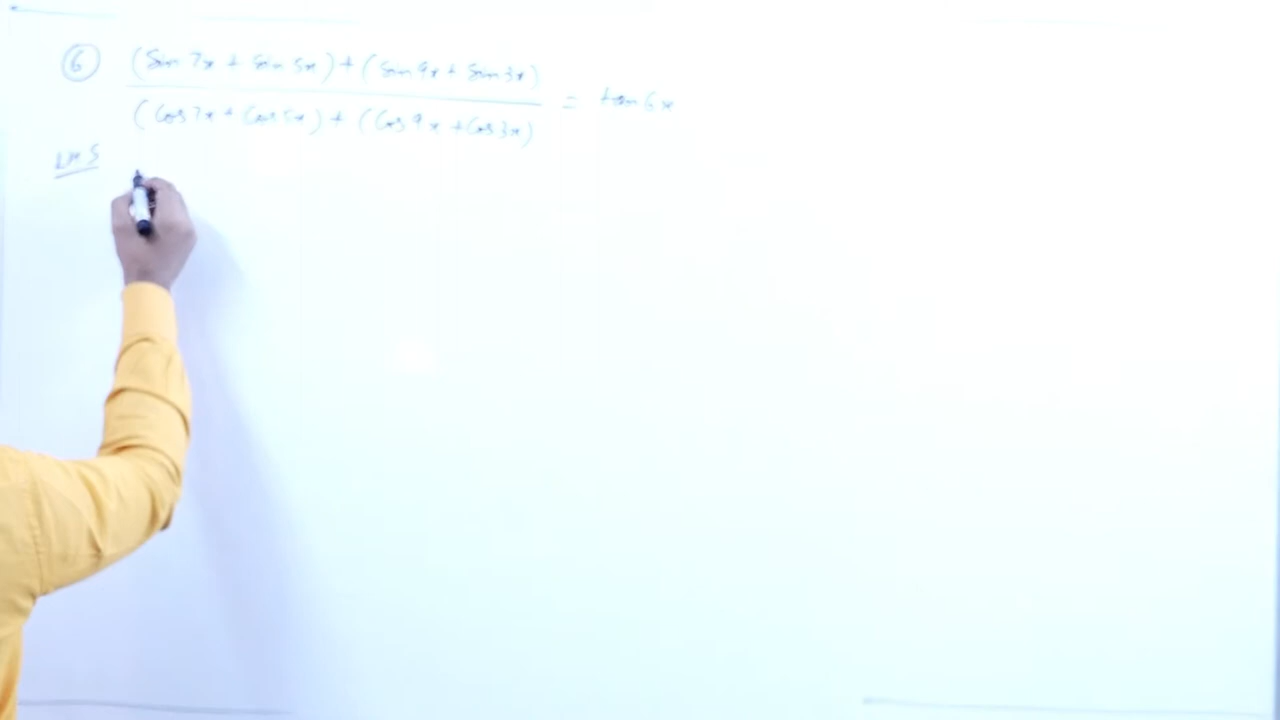 6 (Sin 7x + Sin 5x) + (Sin 9x + Sin 3x)
= tan 6x
(Cos 7x + Cos 5x) + (Cos 9x + Cos 3x)
LHS